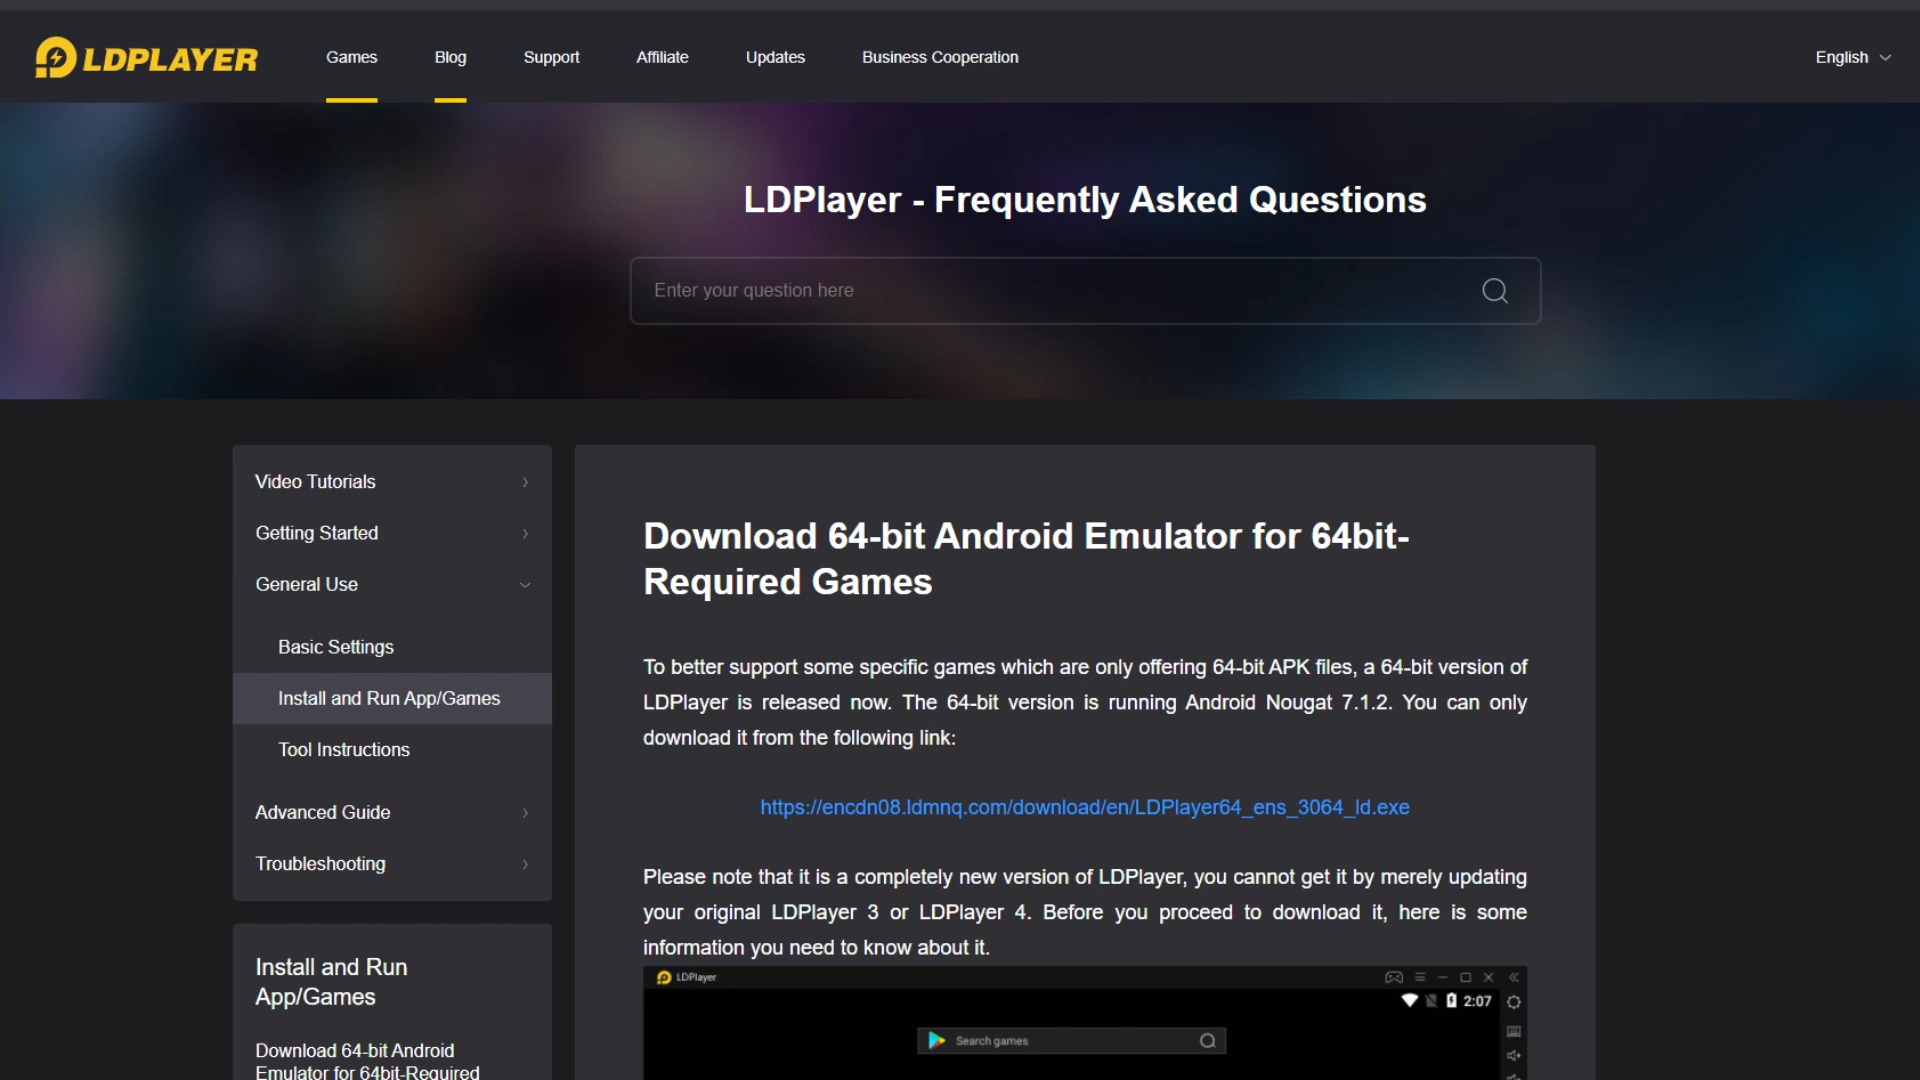 LDPLAYER
Games
Blog
Support
Affiliate
Updates
Business Cooperation
English
LDPlayer - Frequently Asked Questions
Enter your question here
Video Tutorials
Getting Started
General Use
Basic Settings
Install and Run App/Games
Tool Instructions
Advanced Guide
Troubleshooting
Install and Run
App/Games
Download 64-bit Android
Emulator for 64bit-Required
Download 64-bit Android Emulator for 64bit-
Required Games
To better support some specific games which are only offering 64-bit APK files, a 64-bit version of
LDPlayer is released now. The 64-bit version is running Android Nougat 7.1.2. You can only
download it from the following link:
https://encdn08.ldmnq.com/download/en/LDPlayer64_ens_3064_ld.exe
Please note that it is a completely new version of LDPlayer, you cannot get it by merely updating
your original LDPlayer 3 or LDPlayer 4. Before you proceed to download it, here is some
information you need to know about it.
LDPlayer
2:07
Search games